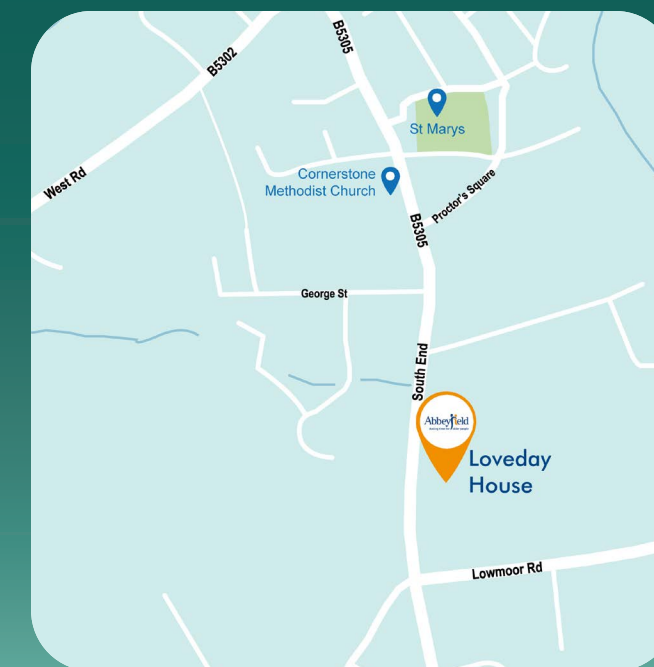 B5305
B5302
St Marys
Cornerstone
Methodist Church
West Rd
Proctor's Square
B5305
George St
South End
Abbeyfield
Loveday
House
Lowmoor Rd